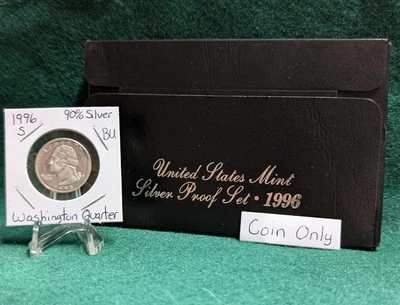 1996 90% Silver
S BU
Washington Quarter
United States Mint
Silver Proof Set · 1996
Coin Only